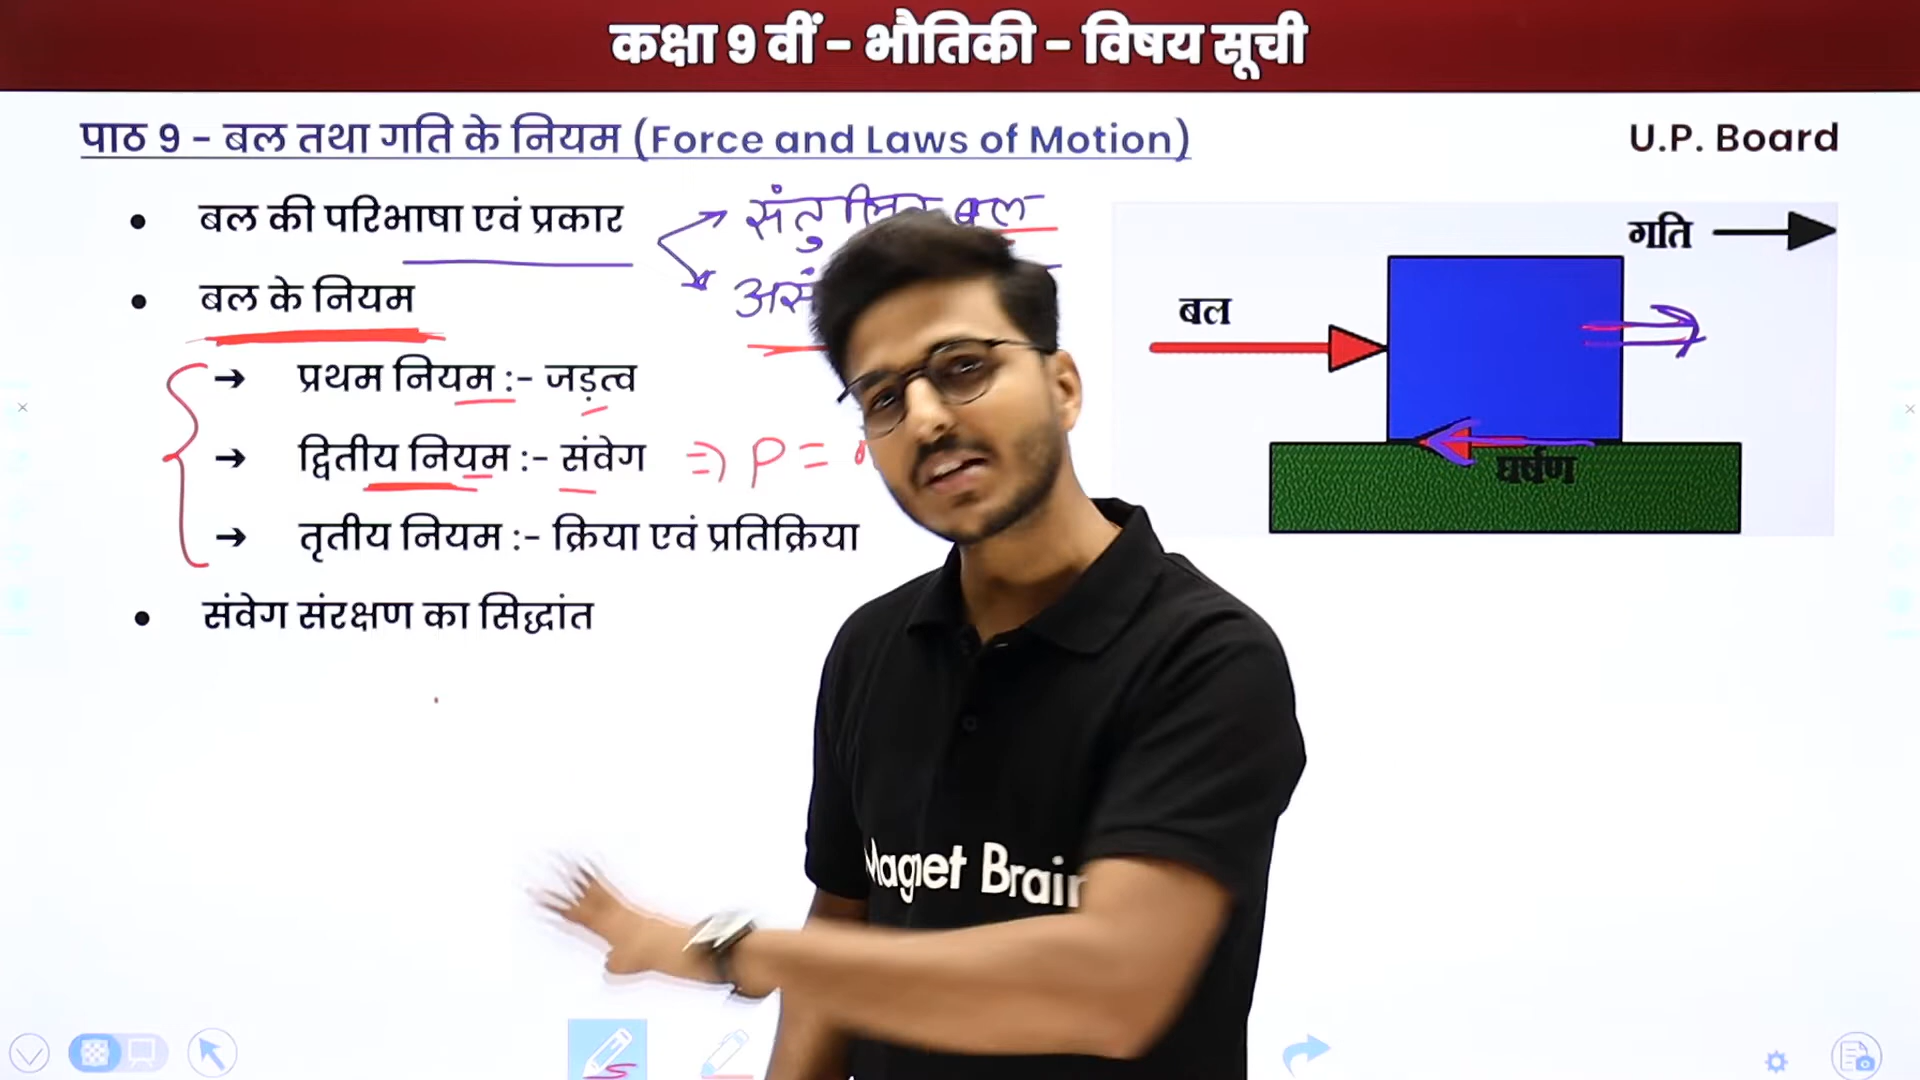 कक्षा 9 वीं - भौतिकी - विषय सूची
पाठ 9 - बल तथा गति के नियम (Force and Laws of Motion)
U.P. Board
• बल की परिभाषा एवं प्रकार
बल
• बल के नियम
→ प्रथम नियम :- जड़त्व
→ द्वितीय नियम :- संवेग ⇒ P =
→ तृतीय नियम :- क्रिया एवं प्रतिक्रिया
• संवेग संरक्षण का सिद्धांत
गति
बल
घर्षण
Magnet Brain